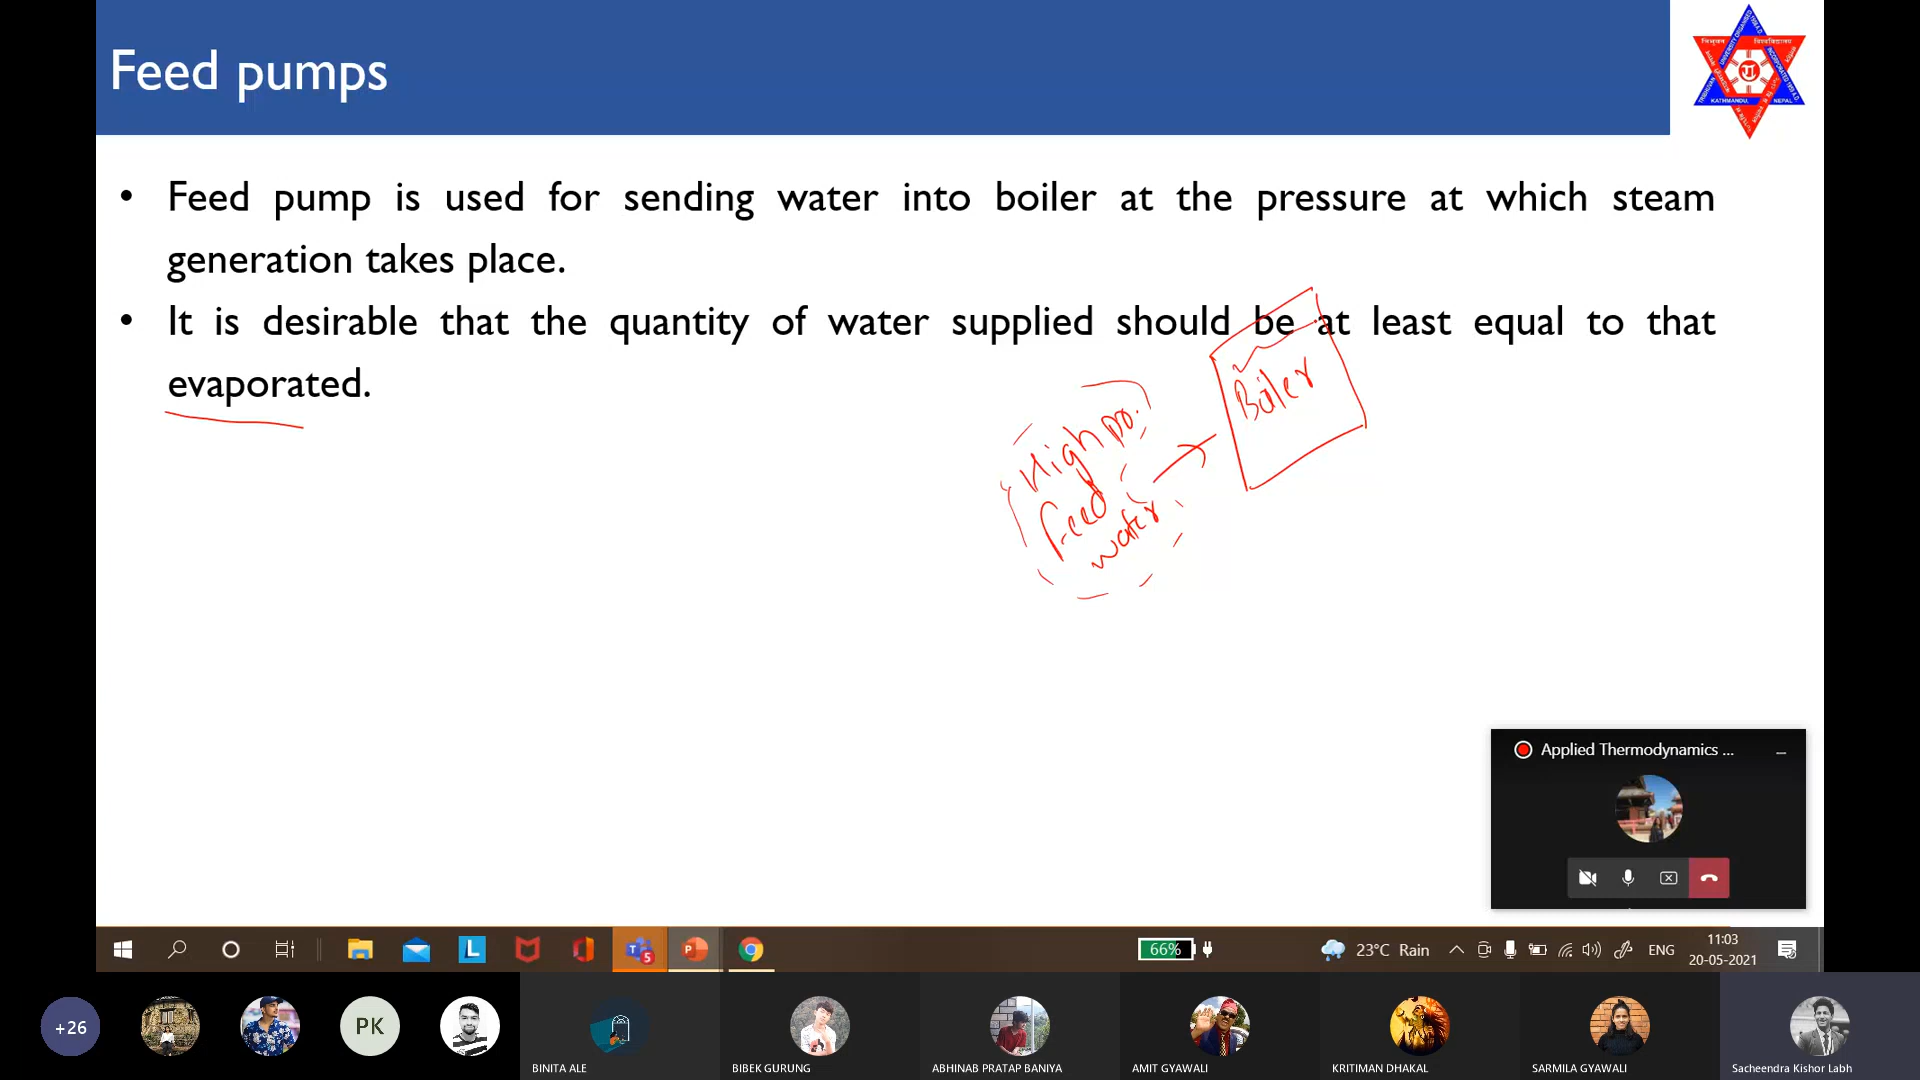 Feed pumps
• Feed pump is used for sending water into boiler at the pressure at which steam
generation takes place.
• It is desirable that the quantity of water supplied should be at least equal to that
evaporated.
Boiler
High pr.
feed
water
Applied Thermodynamics ...
66%
23°C Rain
ENG
11:03
20-05-2021
+26
PK
BINITA ALE
BIBEK GURUNG
ABHINAB PRATAP BANIYA
AMIT GYAWALI
KRITIMAN DHAKAL
SARMILA GYAWALI
Sacheendra Kishor Labh
KATHMANDU, NEPAL